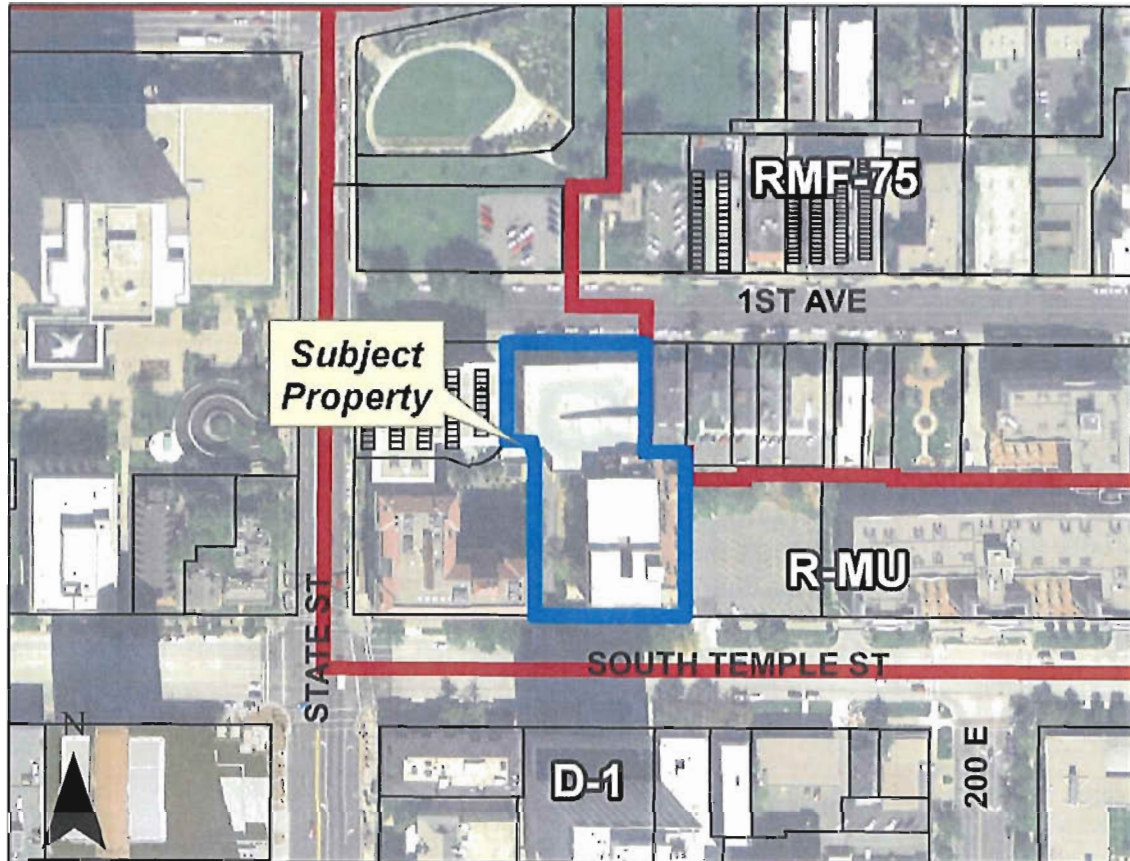 RMF-75
1ST AVE
Subject
Property
R-MU
STATE ST
SOUTH TEMPLE ST
N
D-1
200 E